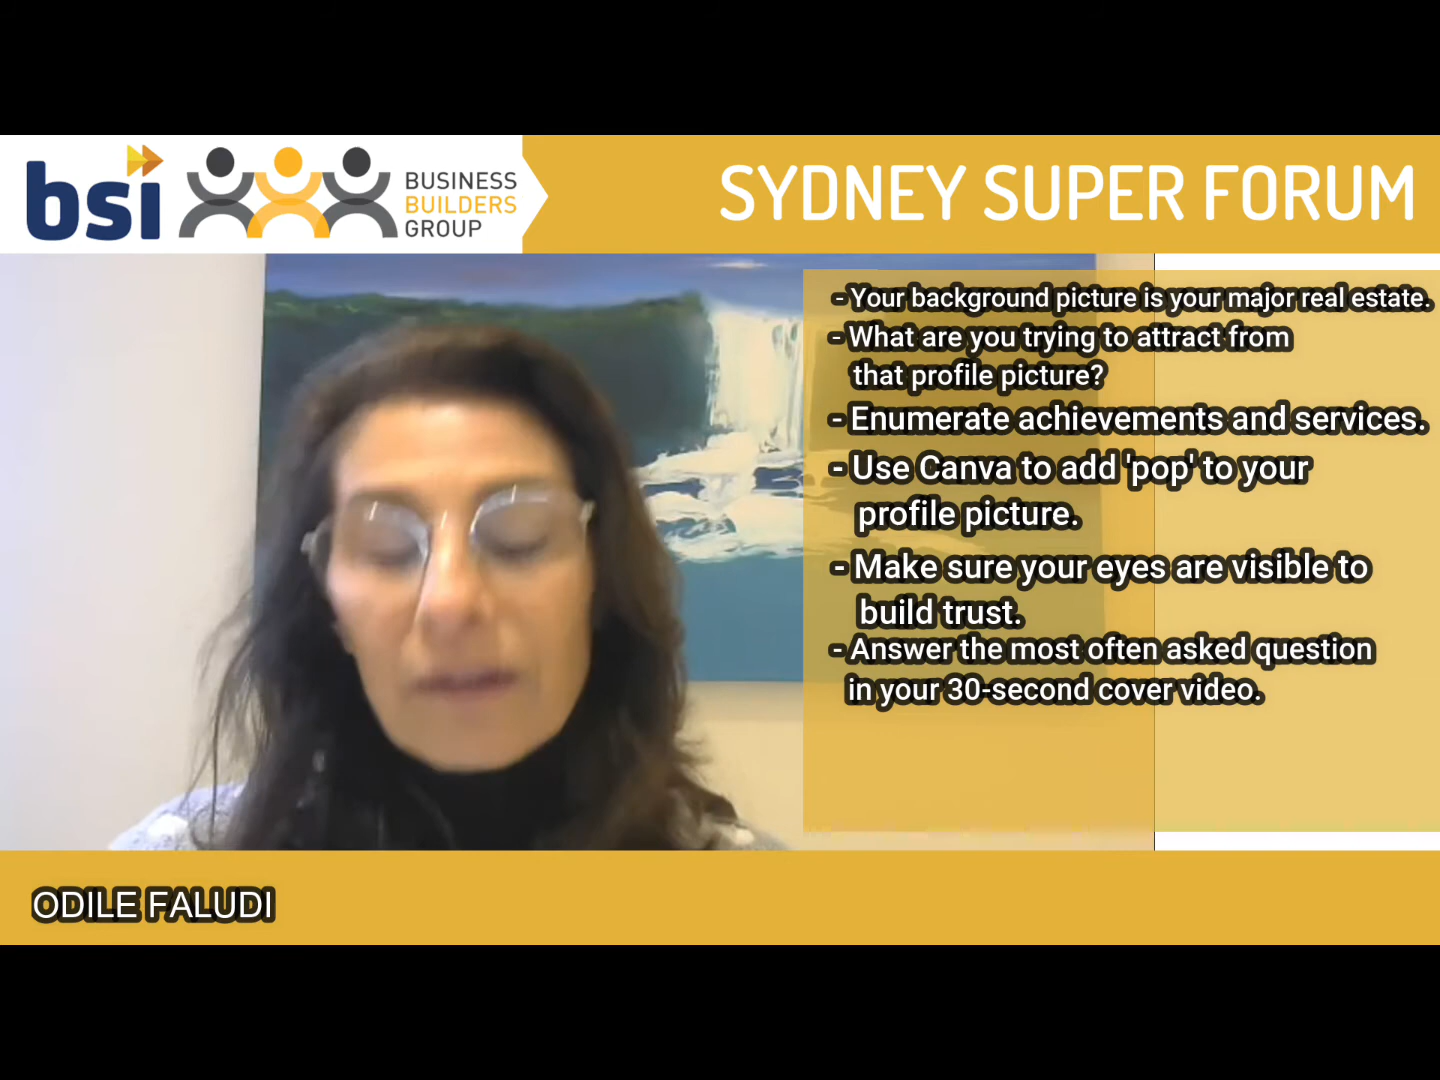 bsi
BUSINESS
BUILDERS
GROUP
SYDNEY SUPER FORUM
- Your background picture is your major real estate.
- What are you trying to attract from
that profile picture?
- Enumerate achievements and services.
- Use Canva to add 'pop' to your
profile picture.
- Make sure your eyes are visible to
build trust.
- Answer the most often asked question
in your 30-second cover video.
ODILE FALUDI